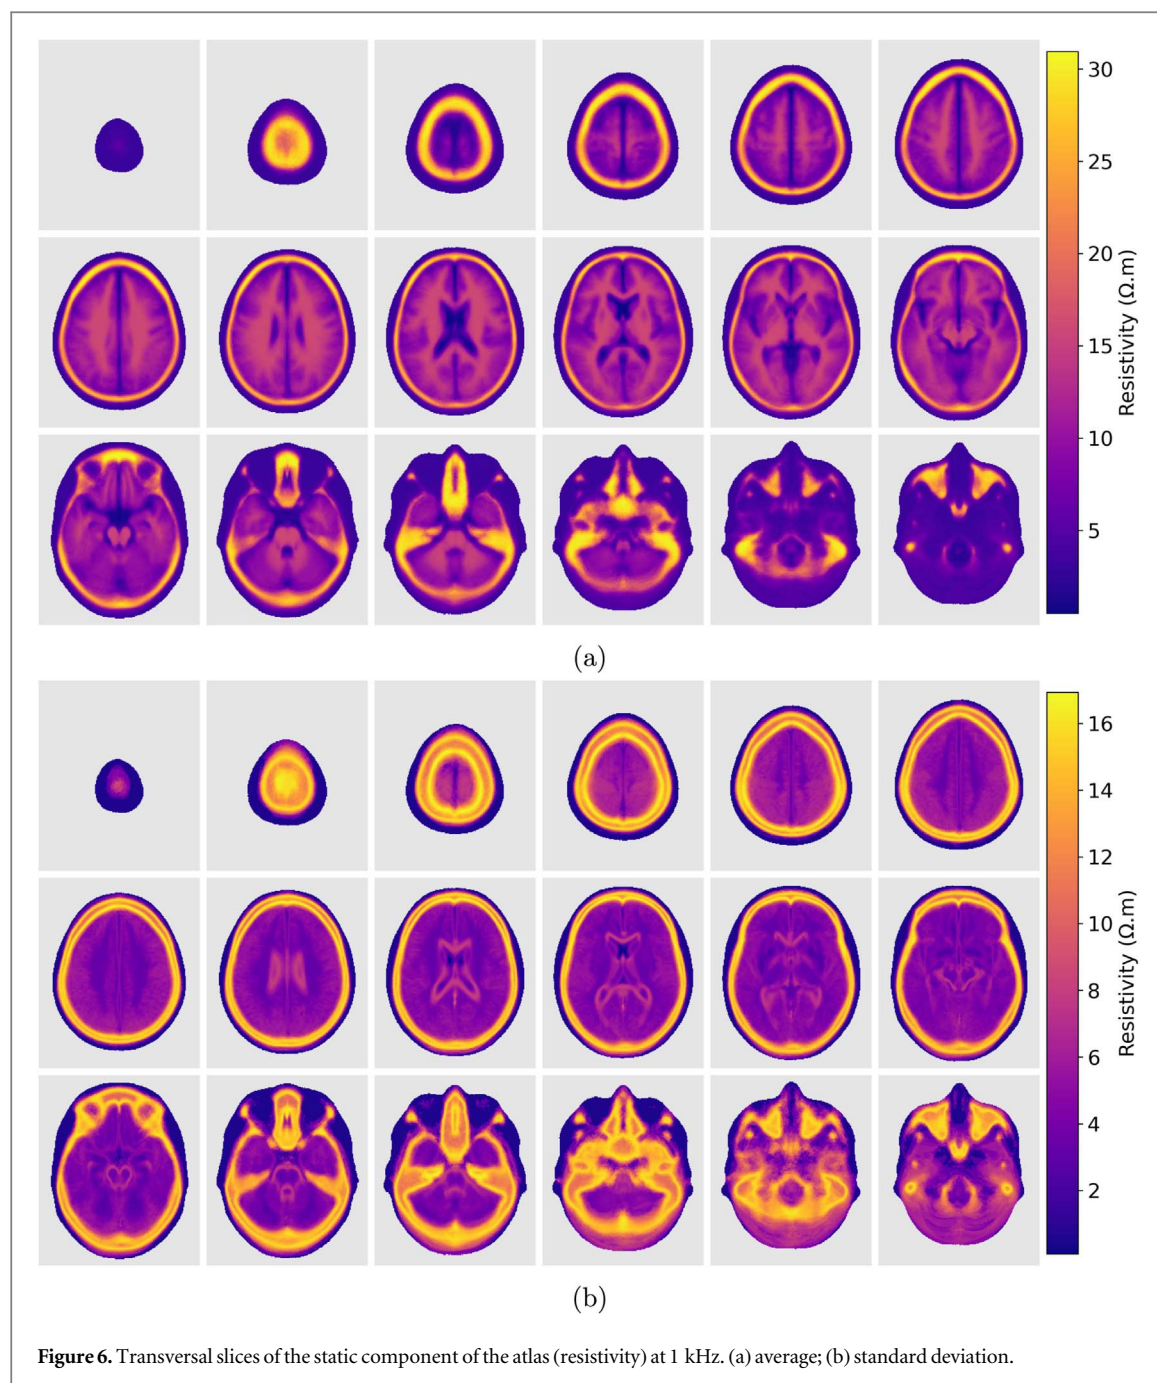 30
25
20
15
10
5
Resistivity (Ω.m)
(a)
16
14
12
10
8
6
4
2
Resistivity (Ω.m)
(b)
Figure 6. Transversal slices of the static component of the atlas (resistivity) at 1 kHz. (a) average; (b) standard deviation.